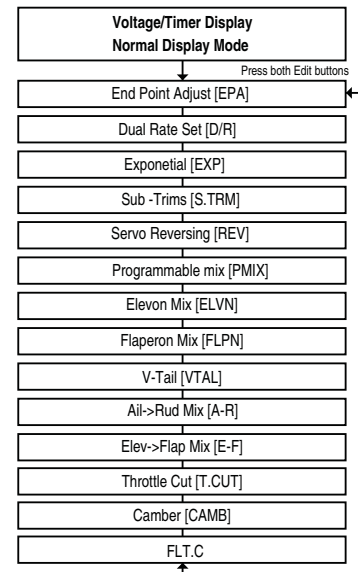 Voltage/Timer Display
Normal Display Mode
Press both Edit buttons
End Point Adjust [EPA]
Dual Rate Set [D/R]
Exponetial [EXP]
Sub -Trims [S.TRM]
Servo Reversing [REV]
Programmable mix [PMIX]
Elevon Mix [ELVN]
Flaperon Mix [FLPN]
V-Tail [VTAL]
Ail->Rud Mix [A-R]
Elev->Flap Mix [E-F]
Throttle Cut [T.CUT]
Camber [CAMB]
FLT.C